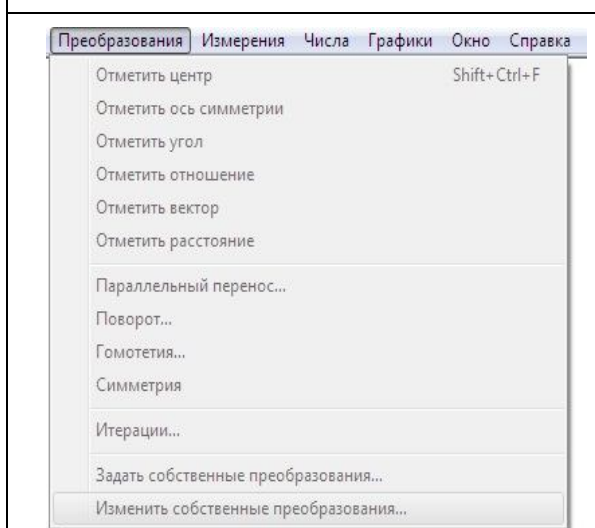 Преобразования Измерения Числа Графики Окно Справка
Отметить центр Shift+Ctrl+F
Отметить ось симметрии
Отметить угол
Отметить отношение
Отметить вектор
Отметить расстояние
Параллельный перенос...
Поворот...
Гомотетия...
Симметрия
Итерации...
Задать собственные преобразования...
Изменить собственные преобразования...